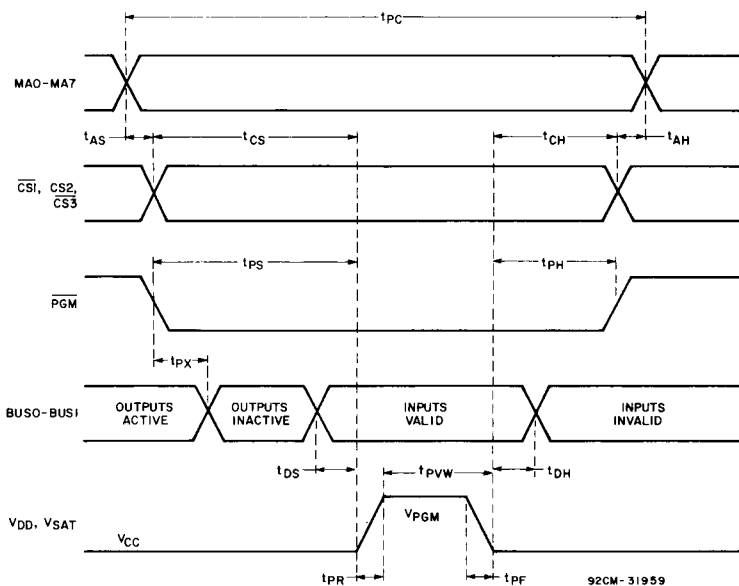 tPC
MA0-MA7
tAS
tCS
tCH
tAH
CS1, CS2,
CS3
tPS
tPH
PGM
tPX
BUS0-BUS1
OUTPUTS
ACTIVE
OUTPUTS
INACTIVE
INPUTS
VALID
INPUTS
INVALID
tDS
tPVW
tDH
VDD, VSAT
VCC
VPGM
tPR
tPF
92CM-31959